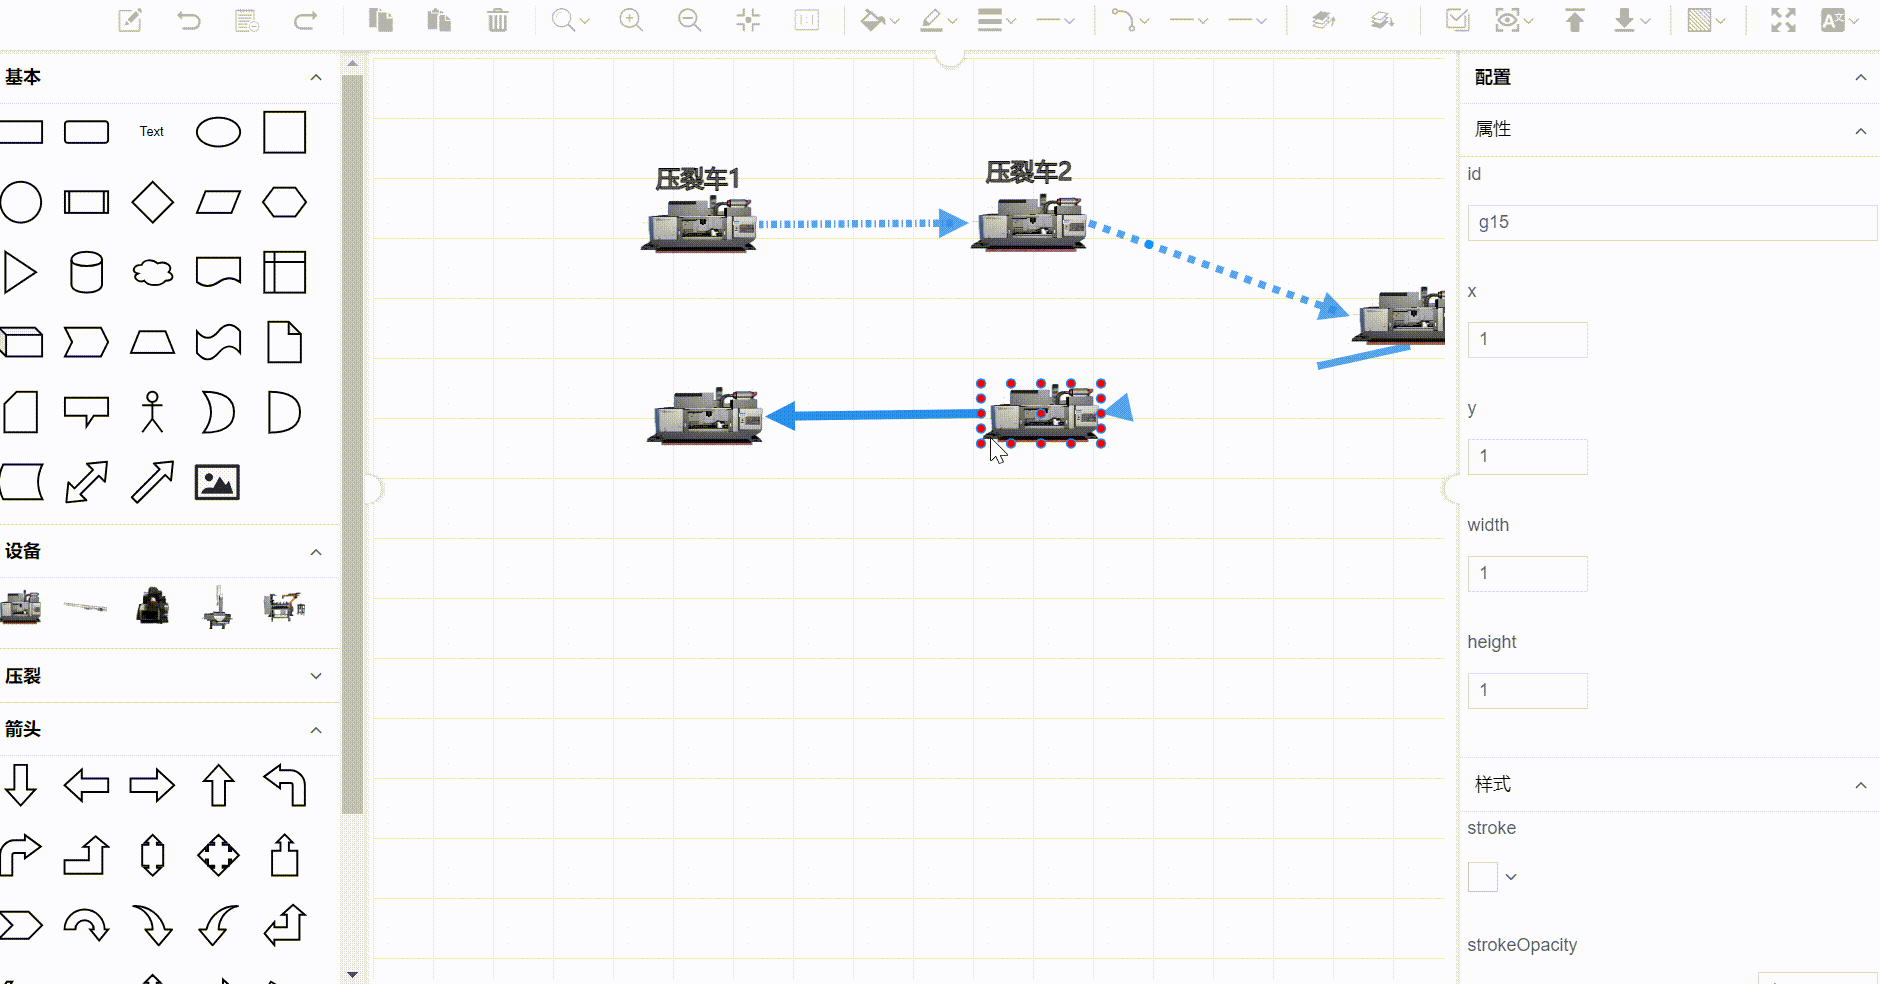 基本
Text
设备
压裂
箭头
压裂车1
压裂车2
配置
属性
id
g15
x
1
y
1
width
1
height
1
样式
stroke
strokeOpacity